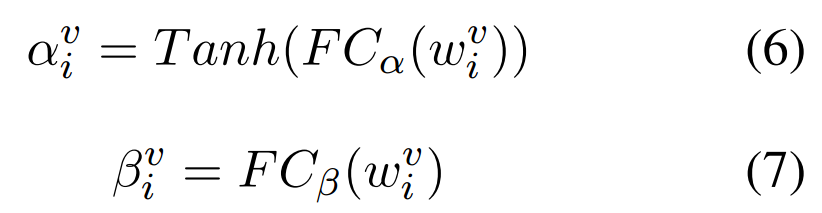 α_i^v = Tanh(FC_α(w_i^v)) (6)
β_i^v = FC_β(w_i^v) (7)